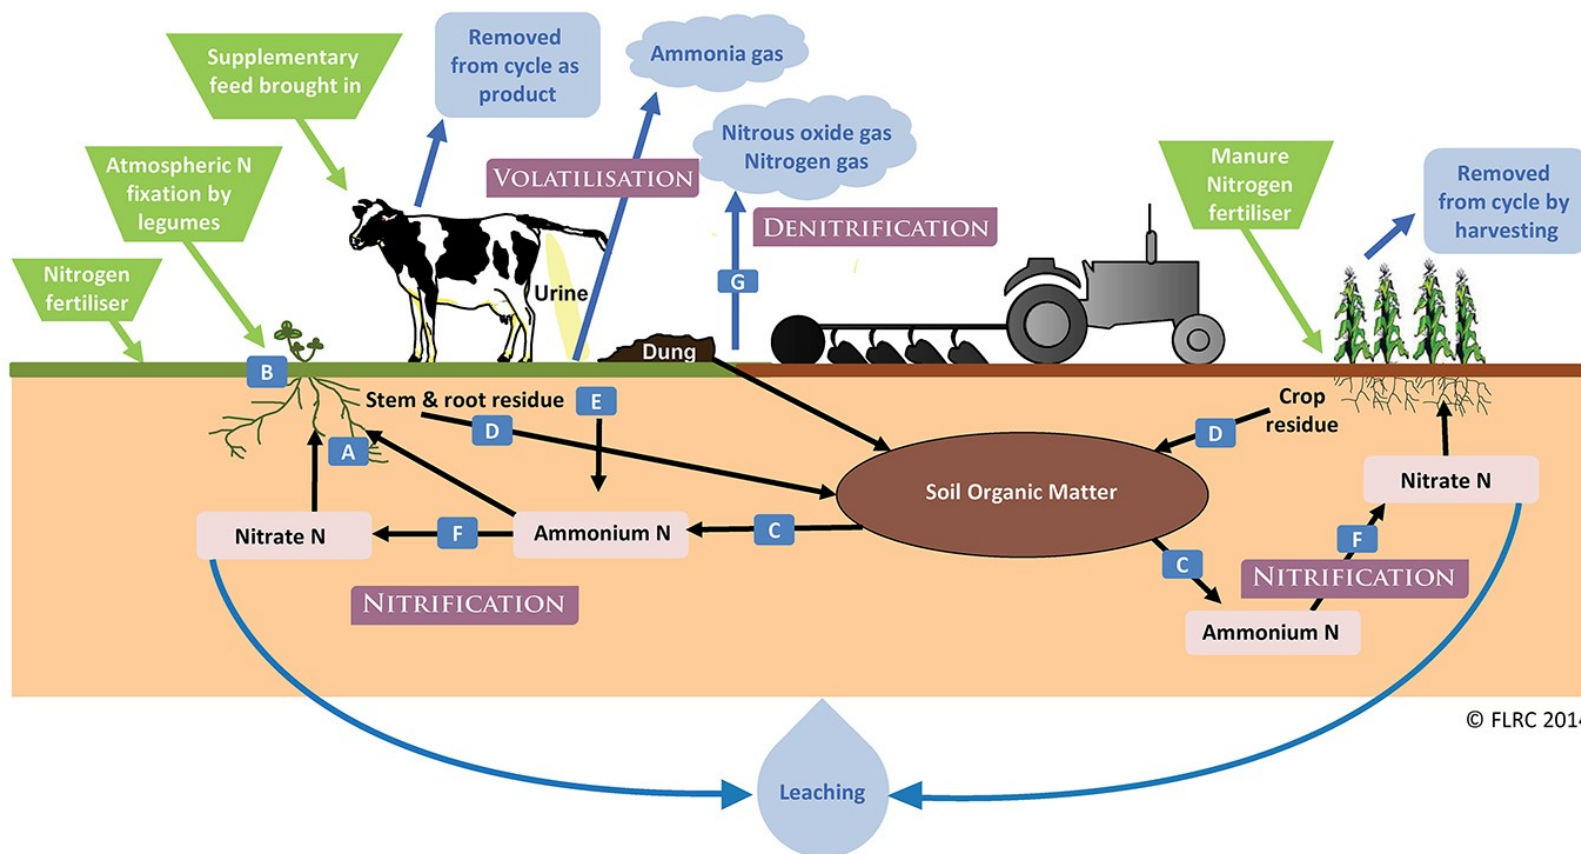 Supplementary
feed brought in
Removed
from cycle as
product
Ammonia gas
Nitrous oxide gas
Nitrogen gas
Atmospheric N
fixation by
legumes
VOLATILISATION
Manure
Nitrogen
fertiliser
Removed
from cycle by
harvesting
DENITRIFICATION
Nitrogen
fertiliser
Urine
G
Dung
B
Stem & root residue
E
D
A
Crop
residue
D
Soil Organic Matter
Nitrate N
Nitrate N
F
Ammonium N
C
F
C
NITRIFICATION
NITRIFICATION
Ammonium N
© FLRC 2014
Leaching